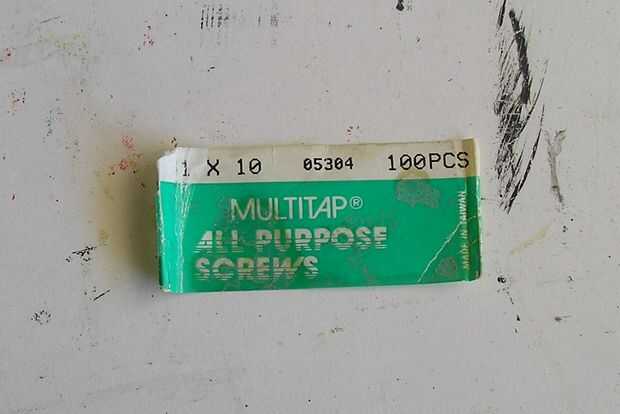 1 X 10 05304 100PCS
MULTITAP®
ALL PURPOSE
SCREWS
MADE IN TAIWAN